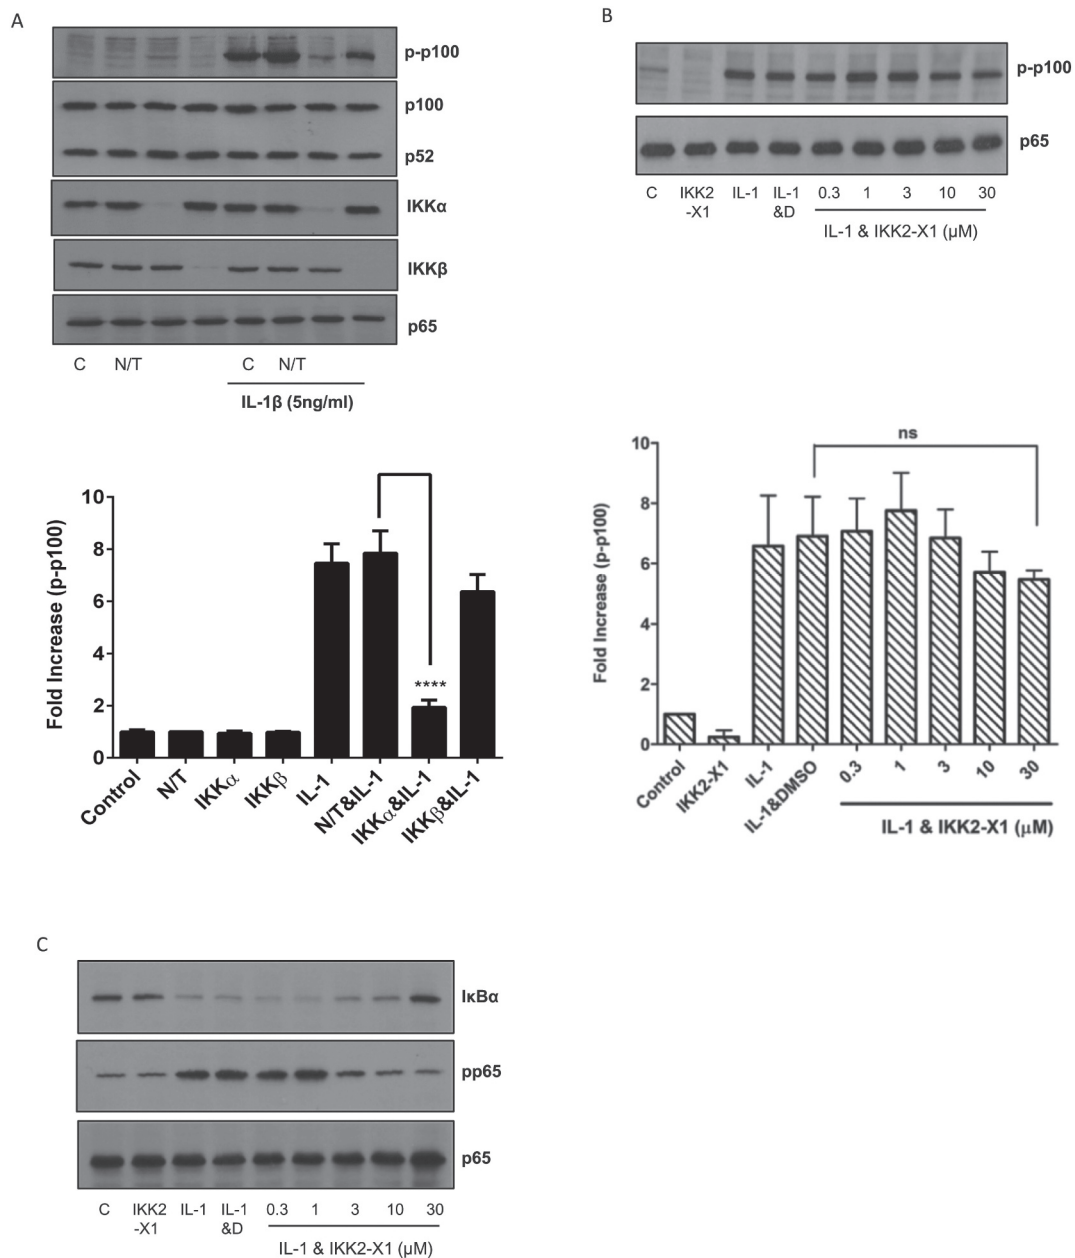 A
p-p100
p100
p52
IKKα
IKKβ
p65
C N/T C N/T
IL-1β (5ng/ml)
Fold Increase (p-p100)
10
8
6
4
2
0
****
Control N/T IKKα IKKβ IL-1 N/T&IL-1 IKKα&IL-1 IKKβ&IL-1
B
p-p100
p65
C IKK2 IL-1 IL-1 0.3 1 3 10 30
-X1 &D
IL-1 & IKK2-X1 (μM)
ns
Fold Increase (p-p100)
10
8
6
4
2
0
Control IKK2-X1 IL-1 IL-1&DMSO 0.3 1 3 10 30
IL-1 & IKK2-X1 (μM)
C
IκBα
pp65
p65
C IKK2 IL-1 IL-1 0.3 1 3 10 30
-X1 &D
IL-1 & IKK2-X1 (μM)